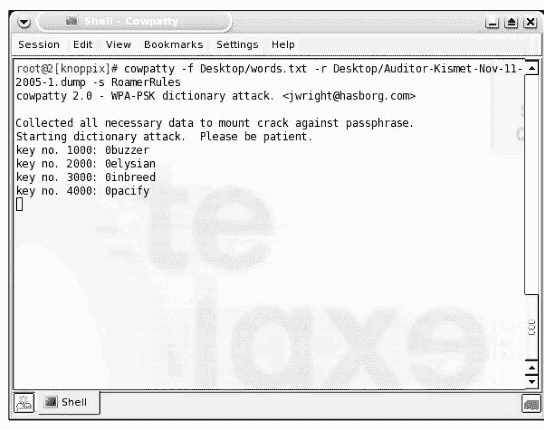 Shell - Cowpatty
Session Edit View Bookmarks Settings Help
root@2[knoppix]# cowpatty -f Desktop/words.txt -r Desktop/Auditor-Kismet-Nov-11-
2005-1.dump -s RoamerRules
cowpatty 2.0 - WPA-PSK dictionary attack. <jwright@hasborg.com>
Collected all necessary data to mount crack against passphrase.
Starting dictionary attack.  Please be patient.
key no. 1000: 0buzzer
key no. 2000: 0elysian
key no. 3000: 0inbreed
key no. 4000: 0pacify
te
laxe
Shell